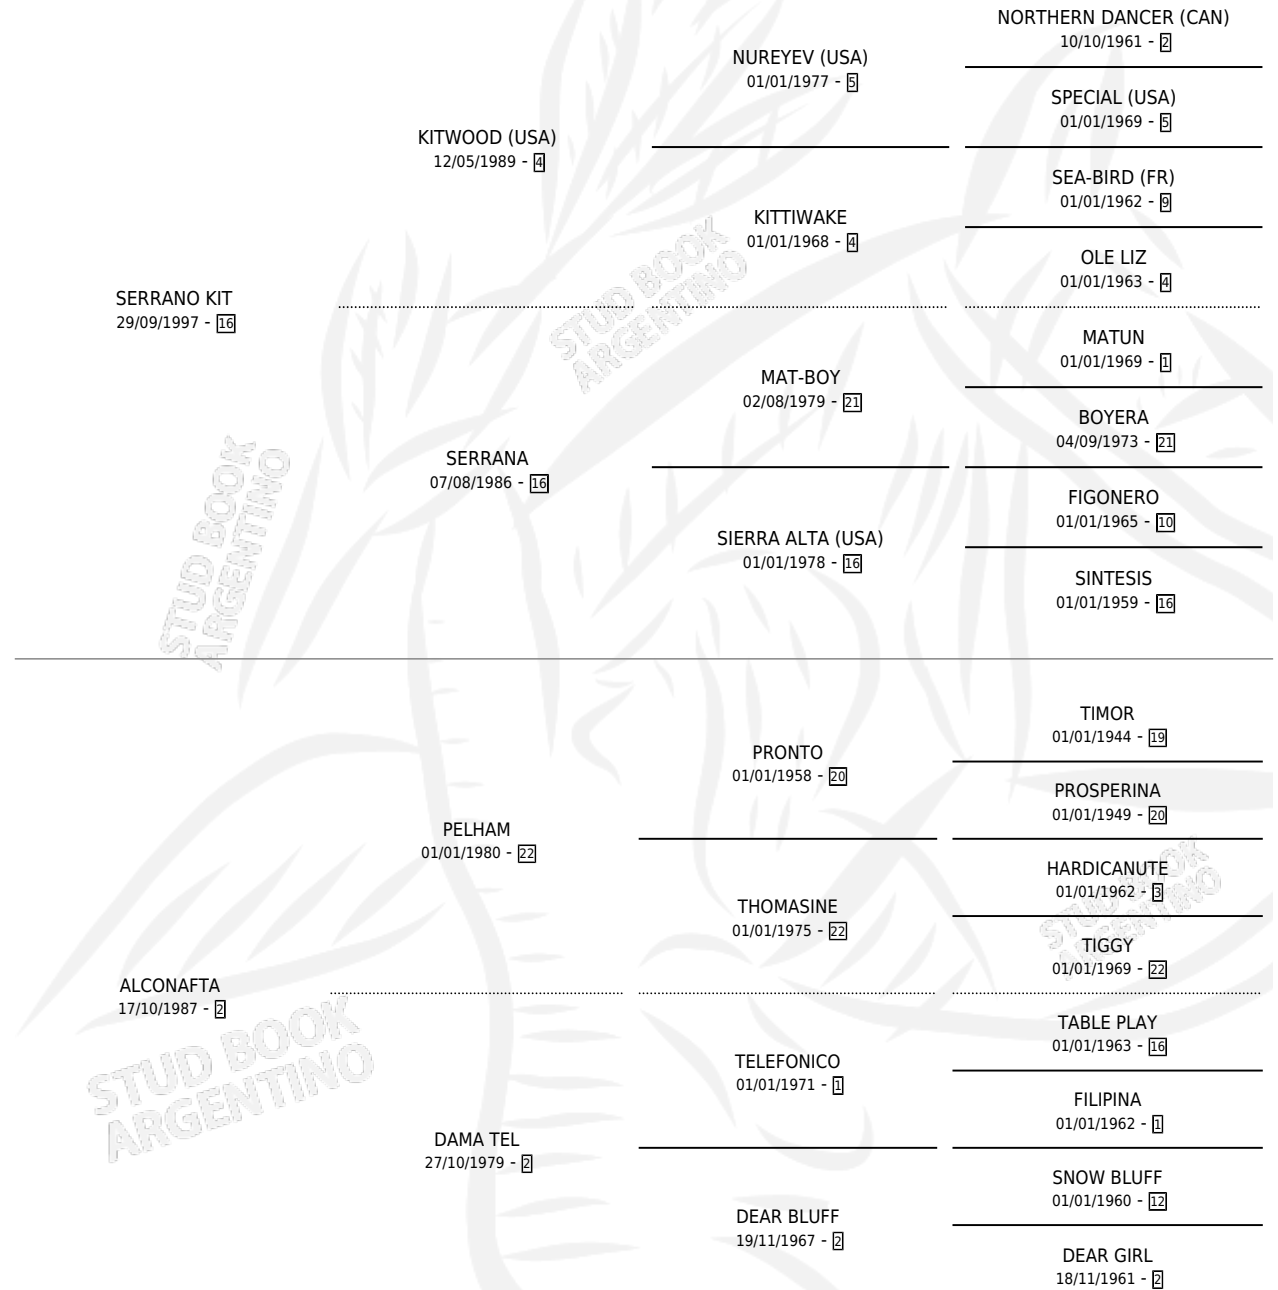 NORTHERN DANCER (CAN)
10/10/1961 - 2
NUREYEV (USA)
01/01/1977 - 5
SPECIAL (USA)
01/01/1969 - 5
KITWOOD (USA)
12/05/1989 - 4
SEA-BIRD (FR)
01/01/1962 - 9
KITTIWAKE
01/01/1968 - 4
OLE LIZ
01/01/1963 - 4
SERRANO KIT
29/09/1997 - 16
STUD BOOK
ARGENTINO
MATUN
01/01/1969 - 1
MAT-BOY
02/08/1979 - 21
BOYERA
04/09/1973 - 21
SERRANA
07/08/1986 - 16
FIGONERO
01/01/1965 - 10
SIERRA ALTA (USA)
01/01/1978 - 16
SINTESIS
01/01/1959 - 16
STUD BOOK
ARGENTINO
TIMOR
01/01/1944 - 19
PRONTO
01/01/1958 - 20
PROSPERINA
01/01/1949 - 20
PELHAM
01/01/1980 - 22
HARDICANUTE
01/01/1962 - 3
THOMASINE
01/01/1975 - 22
STUD BOOK
ARGENTINO
TIGGY
01/01/1969 - 22
ALCONAFTA
17/10/1987 - 2
TABLE PLAY
01/01/1963 - 16
TELEFONICO
01/01/1971 - 1
STUD BOOK
ARGENTINO
FILIPINA
01/01/1962 - 1
DAMA TEL
27/10/1979 - 2
SNOW BLUFF
01/01/1960 - 12
DEAR BLUFF
19/11/1967 - 2
DEAR GIRL
18/11/1961 - 2